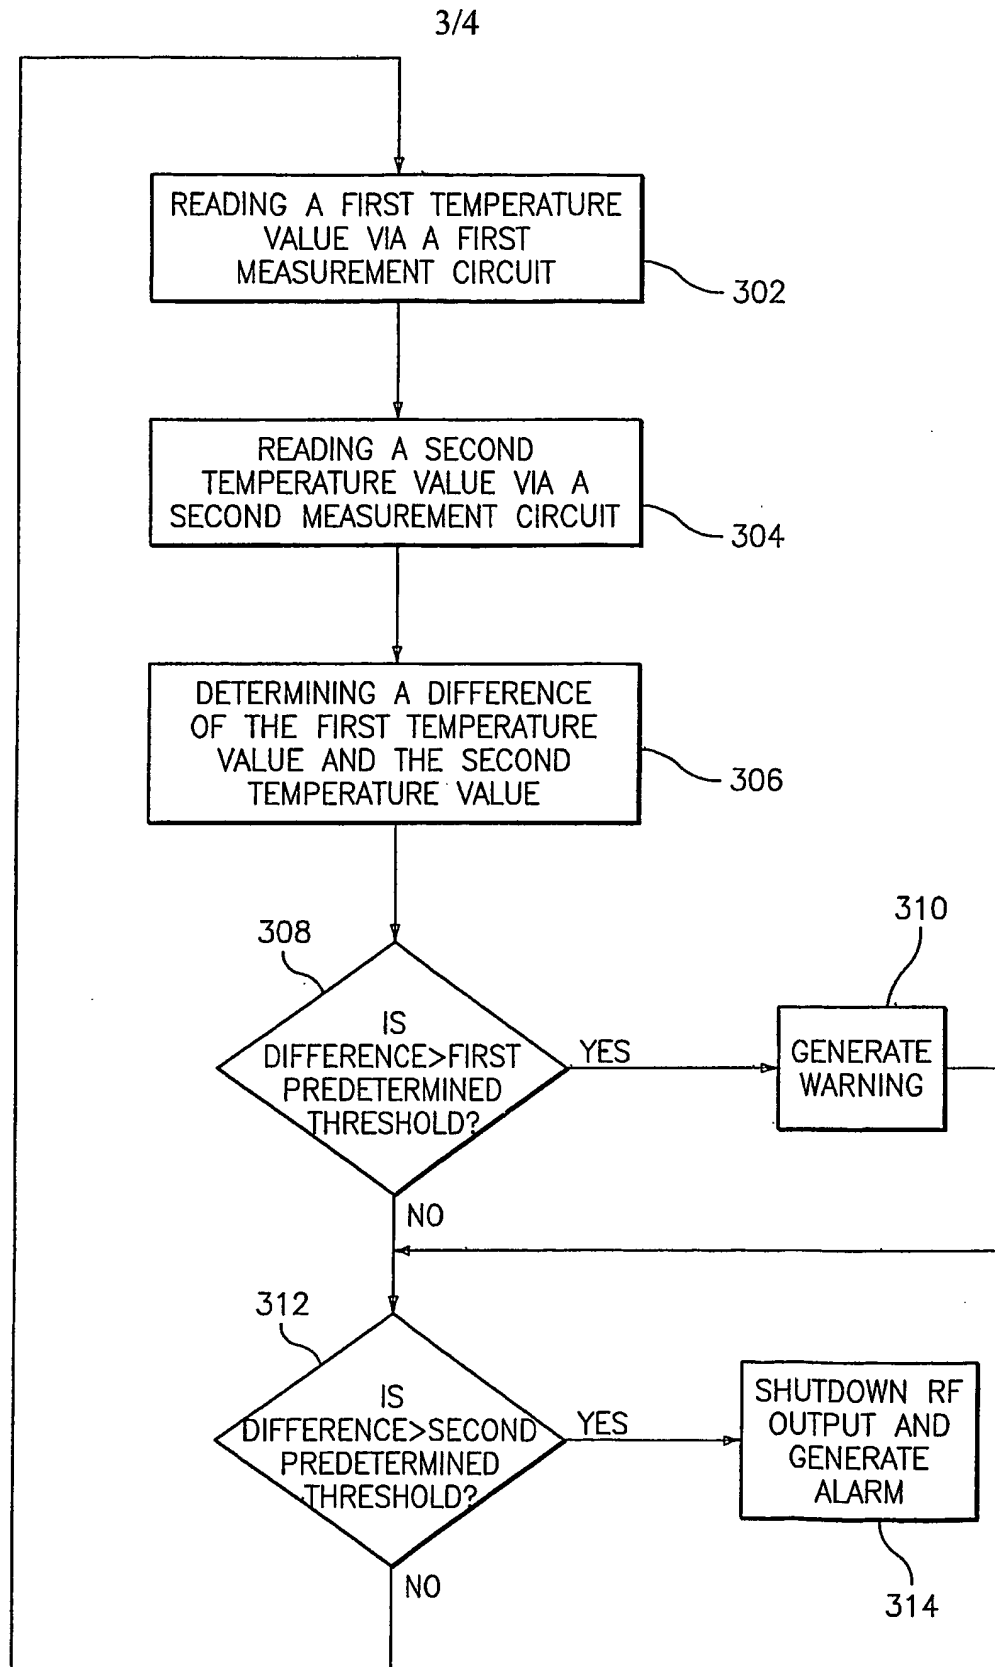 3/4
READING A FIRST TEMPERATURE
VALUE VIA A FIRST
MEASUREMENT CIRCUIT
302
READING A SECOND
TEMPERATURE VALUE VIA A
SECOND MEASUREMENT CIRCUIT
304
DETERMINING A DIFFERENCE
OF THE FIRST TEMPERATURE
VALUE AND THE SECOND
TEMPERATURE VALUE
306
308
IS
DIFFERENCE>FIRST
PREDETERMINED
THRESHOLD?
YES
310
GENERATE
WARNING
NO
312
IS
DIFFERENCE>SECOND
PREDETERMINED
THRESHOLD?
YES
SHUTDOWN RF
OUTPUT AND
GENERATE
ALARM
314
NO